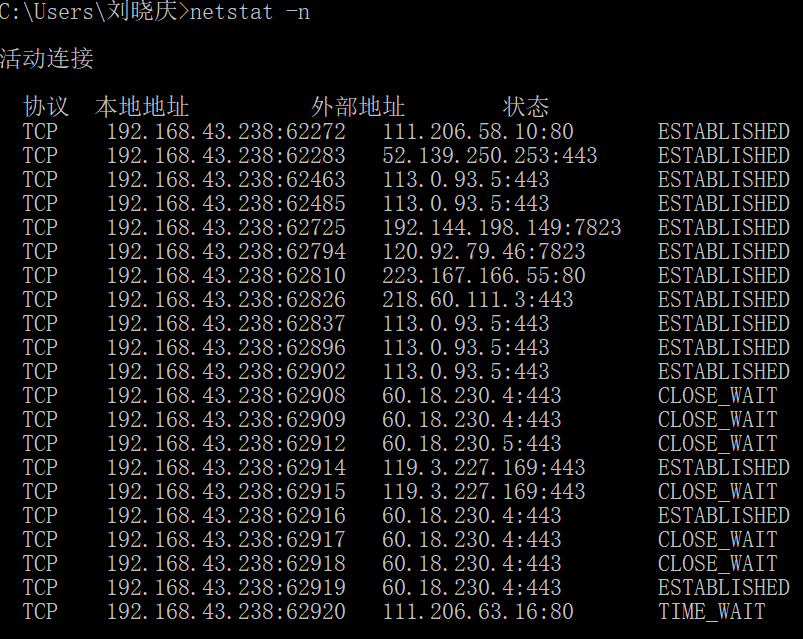 C:\Users\刘晓庆>netstat -n
活动连接
协议 本地地址 外部地址 状态
TCP 192.168.43.238:62272 111.206.58.10:80 ESTABLISHED
TCP 192.168.43.238:62283 52.139.250.253:443 ESTABLISHED
TCP 192.168.43.238:62463 113.0.93.5:443 ESTABLISHED
TCP 192.168.43.238:62485 113.0.93.5:443 ESTABLISHED
TCP 192.168.43.238:62725 192.144.198.149:7823 ESTABLISHED
TCP 192.168.43.238:62794 120.92.79.46:7823 ESTABLISHED
TCP 192.168.43.238:62810 223.167.166.55:80 ESTABLISHED
TCP 192.168.43.238:62826 218.60.111.3:443 ESTABLISHED
TCP 192.168.43.238:62837 113.0.93.5:443 ESTABLISHED
TCP 192.168.43.238:62896 113.0.93.5:443 ESTABLISHED
TCP 192.168.43.238:62902 113.0.93.5:443 ESTABLISHED
TCP 192.168.43.238:62908 60.18.230.4:443 CLOSE_WAIT
TCP 192.168.43.238:62909 60.18.230.4:443 CLOSE_WAIT
TCP 192.168.43.238:62912 60.18.230.5:443 CLOSE_WAIT
TCP 192.168.43.238:62914 119.3.227.169:443 ESTABLISHED
TCP 192.168.43.238:62915 119.3.227.169:443 CLOSE_WAIT
TCP 192.168.43.238:62916 60.18.230.4:443 ESTABLISHED
TCP 192.168.43.238:62917 60.18.230.4:443 CLOSE_WAIT
TCP 192.168.43.238:62918 60.18.230.4:443 CLOSE_WAIT
TCP 192.168.43.238:62919 60.18.230.4:443 ESTABLISHED
TCP 192.168.43.238:62920 111.206.63.16:80 TIME_WAIT